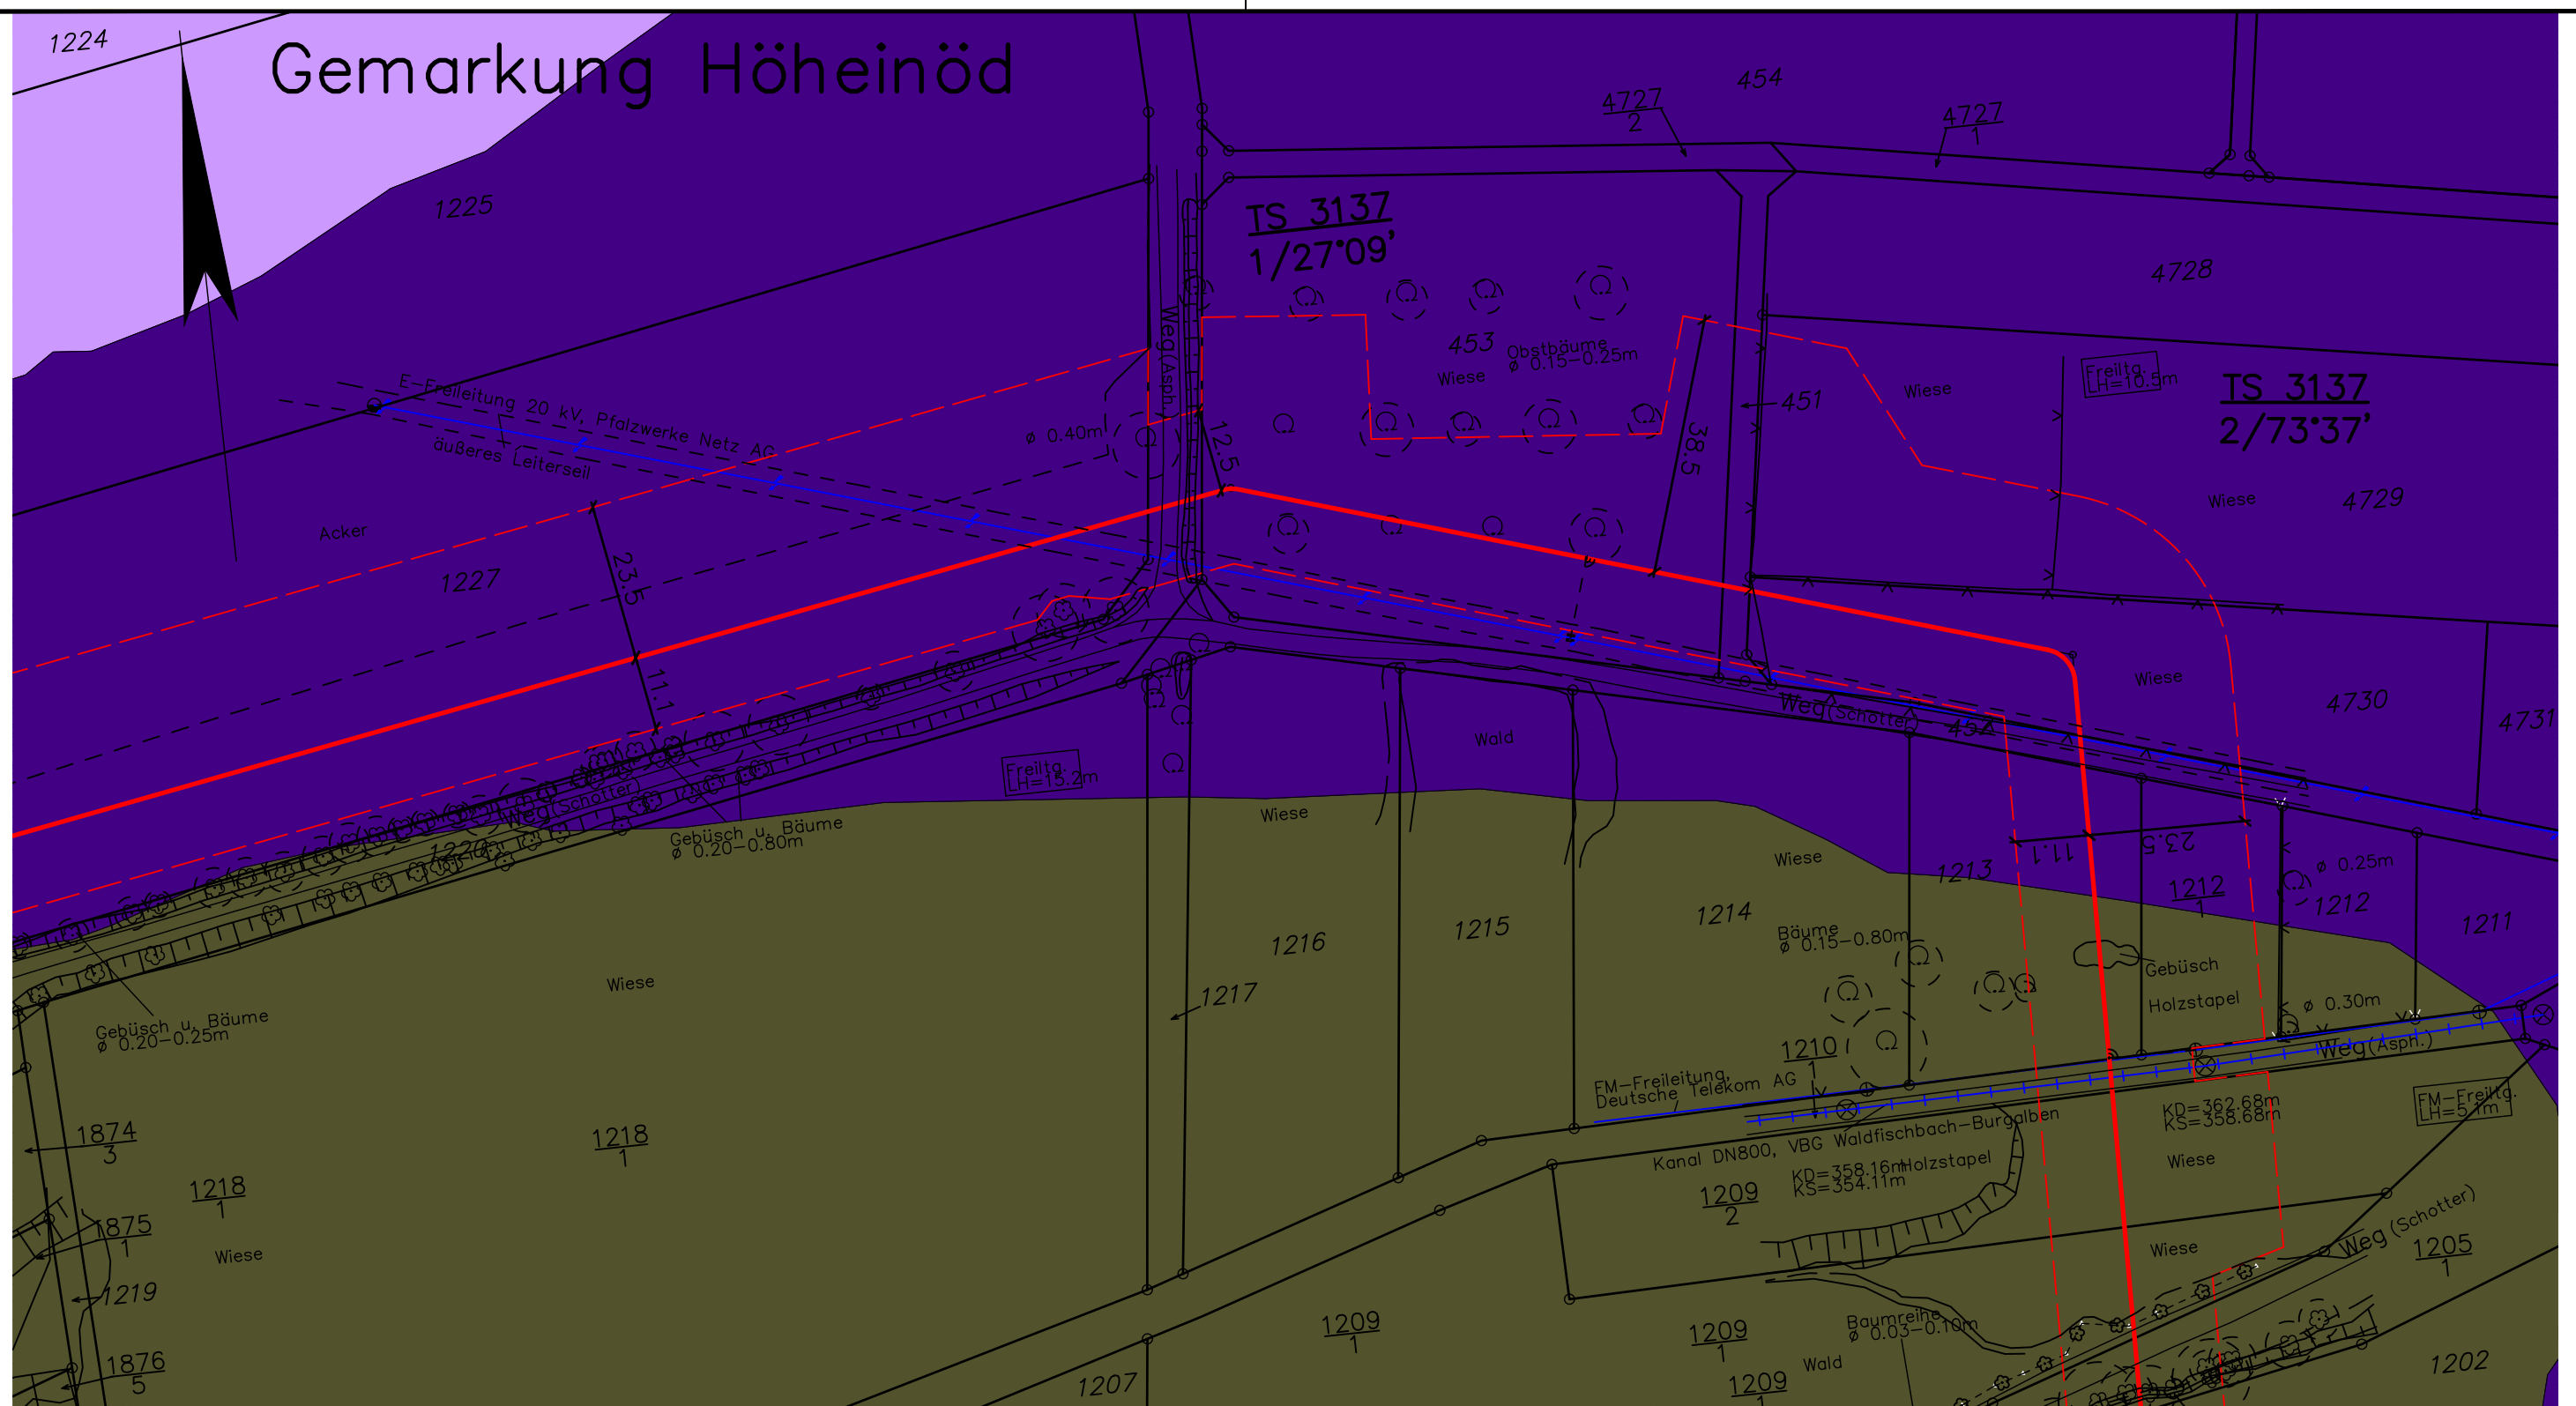 1224
Gemarkung Höheinöd
454
4727
2
4727
1
1225
TS 3137
1/27°09'
4728
453
Obstbäume
ø 0.15-0.25m
Wiese
Weg(Asph.)
451
Wiese
Freiltg.
LH=10.5m
TS 3137
2/73°37'
E-Freileitung 20 kV, Pfalzwerke Netz AG
äußeres Leiterseil
ø 0.40m
12.5
38.5
Wiese
4729
Acker
1227
23.5
11.1
Wiese
4730
4731
Weg(Schotter)
452
Wald
Freiltg.
LH=15.2m
Wiese
Weg(Schotter)
Gebüsch u. Bäume
ø 0.20-0.80m
1226
Wiese
1213
11.1
23.5
ø 0.25m
1212
1
1212
1211
1216
1215
1214
Bäume
ø 0.15-0.80m
Gebüsch
Holzstapel
ø 0.30m
Wiese
1217
Gebüsch u. Bäume
ø 0.20-0.25m
1210
1
Weg(Asph.)
FM-Freileitung,
Deutsche Telekom AG
FM-Freiltg.
LH=5.1m
KD=362.68m
KS=358.68m
Kanal DN800, VBG Waldfischbach-Burgalben
1874
3
1218
1
KD=358.16m
KS=354.11m
Holzstapel
Wiese
1218
1
1209
2
1875
1
Wiese
Wiese
Weg(Schotter)
1205
1
1219
1209
1
1209
1
Baumreihe
ø 0.03-0.10m
Wald
1876
5
1207
1209
1
1202